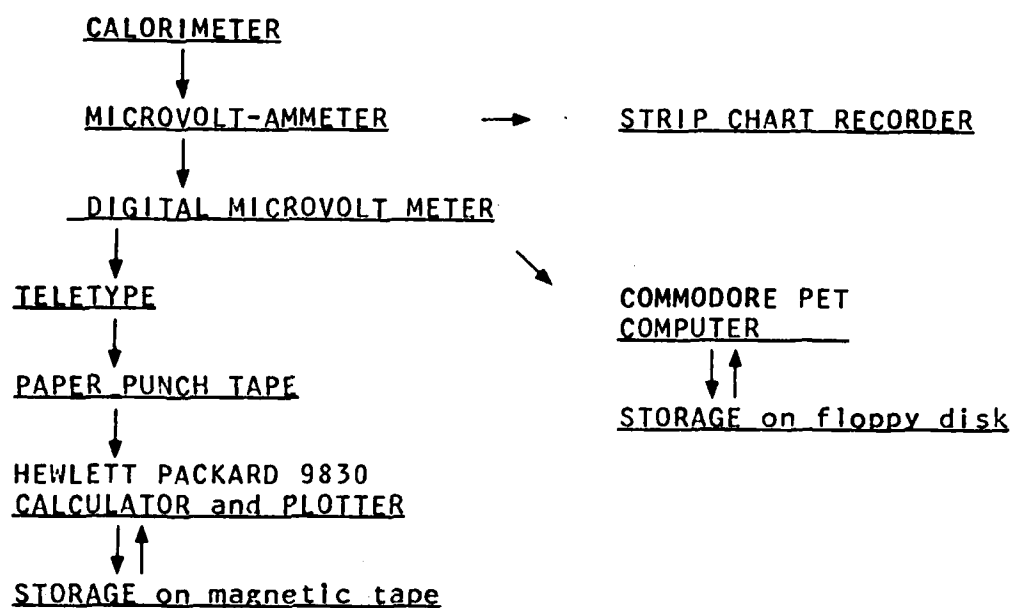 CALORIMETER
MICROVOLT-AMMETER
STRIP CHART RECORDER
DIGITAL MICROVOLT METER
TELETYPE
COMMODORE PET
COMPUTER
PAPER PUNCH TAPE
STORAGE on floppy disk
HEWLETT PACKARD 9830
CALCULATOR and PLOTTER
STORAGE on magnetic tape